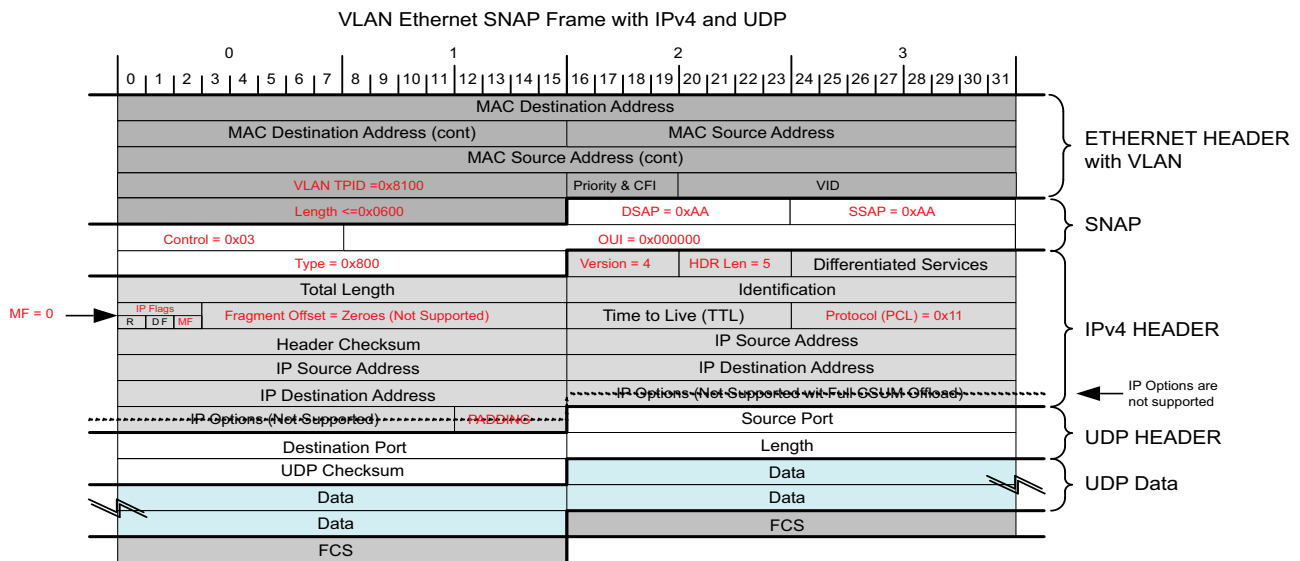 VLAN Ethernet SNAP Frame with IPv4 and UDP
0 1 2 3
0 1 2 3 4 5 6 7 8 9 10 11 12 13 14 15 16 17 18 19 20 21 22 23 24 25 26 27 28 29 30 31
MAC Destination Address
MAC Destination Address (cont) MAC Source Address
MAC Source Address (cont)
VLAN TPID =0x8100 Priority & CFI VID
ETHERNET HEADER
with VLAN
Length <=0x0600 DSAP = 0xAA SSAP = 0xAA
Control = 0x03 OUI = 0x000000
SNAP
Type = 0x800 Version = 4 HDR Len = 5 Differentiated Services
Total Length Identification
MF = 0
IP Flags
R D F MF
Fragment Offset = Zeroes (Not Supported) Time to Live (TTL) Protocol (PCL) = 0x11
Header Checksum IP Source Address
IP Source Address IP Destination Address
IP Destination Address IP Options (Not Supported wit Full CSUM Offload)
IPv4 HEADER
IP Options are
not supported
IP Options (Not Supported) PADDING Source Port
Destination Port Length
UDP HEADER
UDP Checksum Data
Data Data
Data FCS
UDP Data
FCS